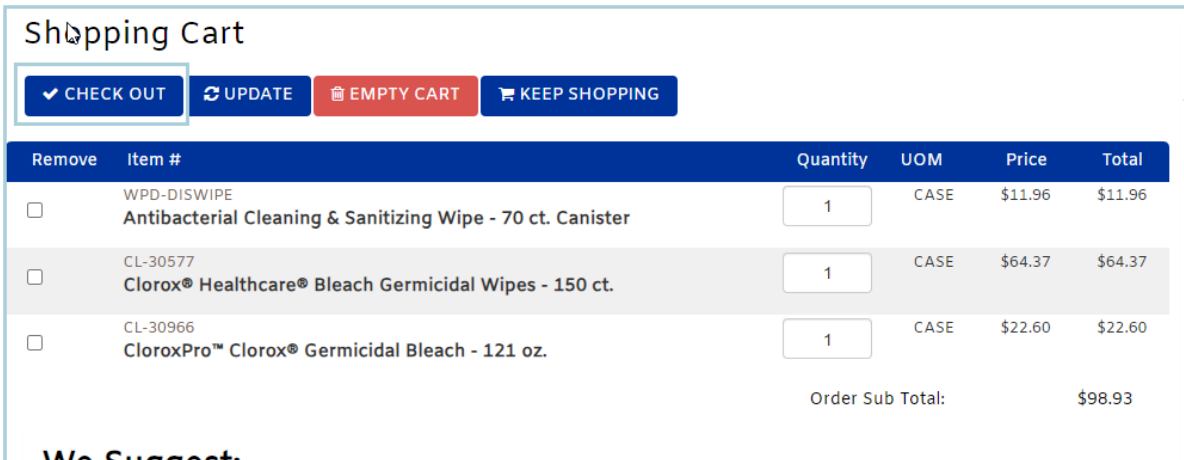 Shopping Cart
CHECK OUT UPDATE EMPTY CART KEEP SHOPPING
Remove Item # Quantity UOM Price Total
WPD-DISWIPE
Antibacterial Cleaning & Sanitizing Wipe - 70 ct. Canister 1 CASE $11.96 $11.96
CL-30577
Clorox® Healthcare® Bleach Germicidal Wipes - 150 ct. 1 CASE $64.37 $64.37
CL-30966
CloroxPro™ Clorox® Germicidal Bleach - 121 oz. 1 CASE $22.60 $22.60
Order Sub Total: $98.93
We Suggest: